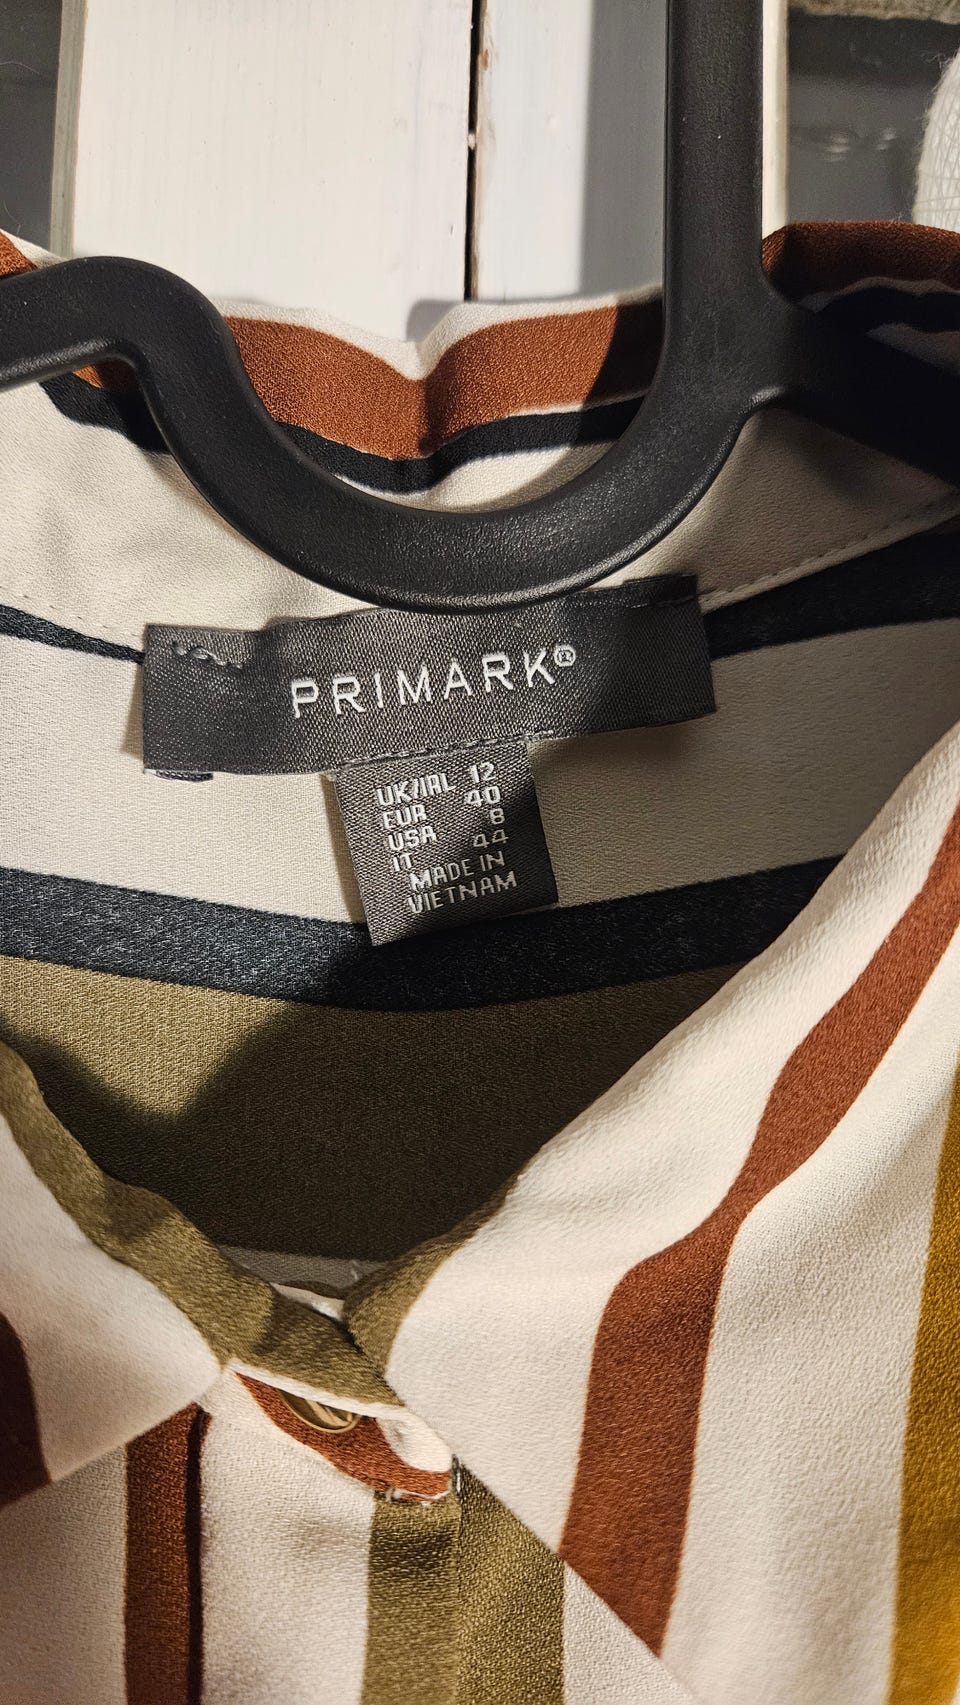 PRIMARK®
UK/IRL 12
EUR 40
USA 8
IT 44
MADE IN
VIETNAM